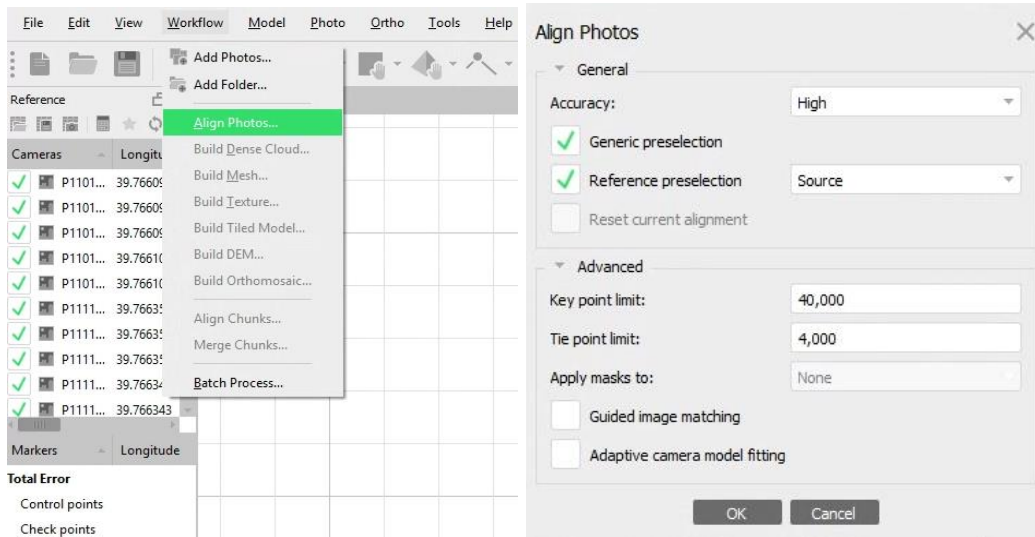 File Edit View Workflow Model Photo Ortho Tools Help
Add Photos...
Add Folder...
Align Photos...
Build Dense Cloud...
Build Mesh...
Build Texture...
Build Tiled Model...
Build DEM...
Build Orthomosaic...
Align Chunks...
Merge Chunks...
Batch Process...
Reference
Cameras Longitu
P1101... 39.76609
P1101... 39.76609
P1101... 39.76609
P1101... 39.76610
P1101... 39.76610
P1111... 39.76635
P1111... 39.76635
P1111... 39.76635
P1111... 39.76634
P1111... 39.766343
Markers Longitude
Total Error
Control points
Check points
Align Photos
General
Accuracy: High
Generic preselection
Reference preselection Source
Reset current alignment
Advanced
Key point limit: 40,000
Tie point limit: 4,000
Apply masks to: None
Guided image matching
Adaptive camera model fitting
OK Cancel